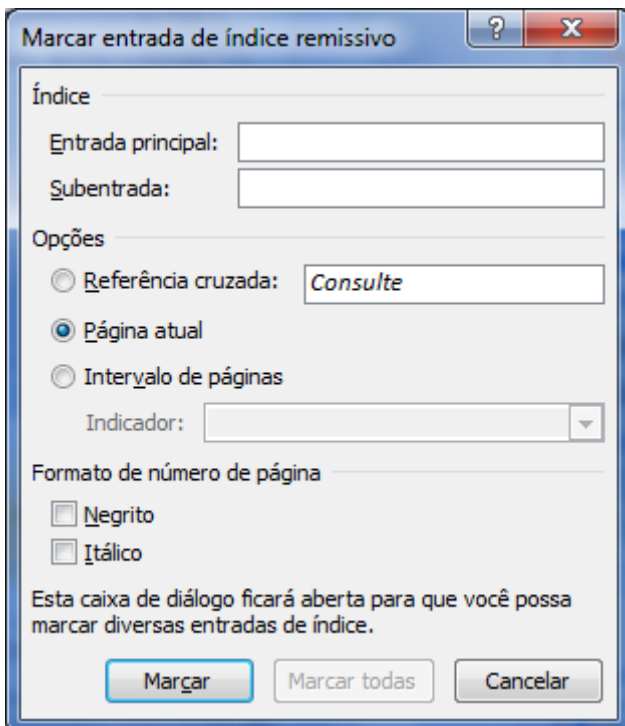 Marcar entrada de índice remissivo
Índice
Entrada principal:
Subentrada:
Opções
Referência cruzada: Consulte
Página atual
Intervalo de páginas
Indicador:
Formato de número de página
Negrito
Itálico
Esta caixa de diálogo ficará aberta para que você possa
marcar diversas entradas de índice.
Marcar Marcar todas Cancelar